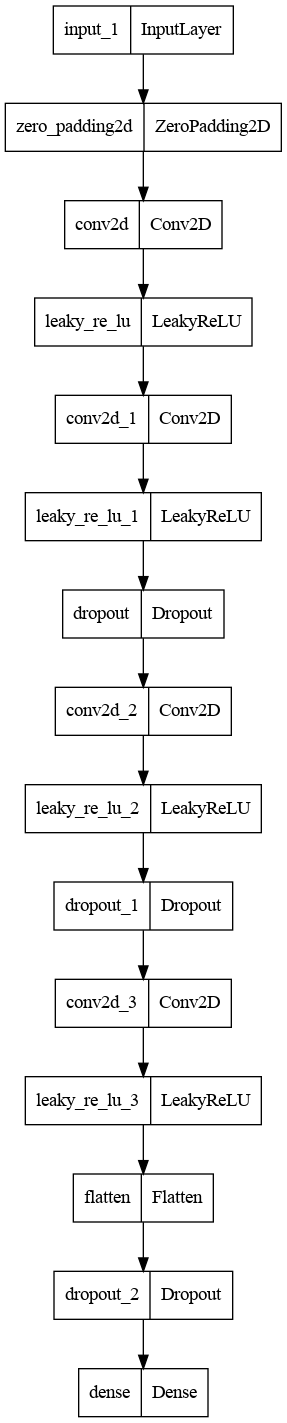 input_1 InputLayer
zero_padding2d ZeroPadding2D
conv2d Conv2D
leaky_re_lu LeakyReLU
conv2d_1 Conv2D
leaky_re_lu_1 LeakyReLU
dropout Dropout
conv2d_2 Conv2D
leaky_re_lu_2 LeakyReLU
dropout_1 Dropout
conv2d_3 Conv2D
leaky_re_lu_3 LeakyReLU
flatten Flatten
dropout_2 Dropout
dense Dense